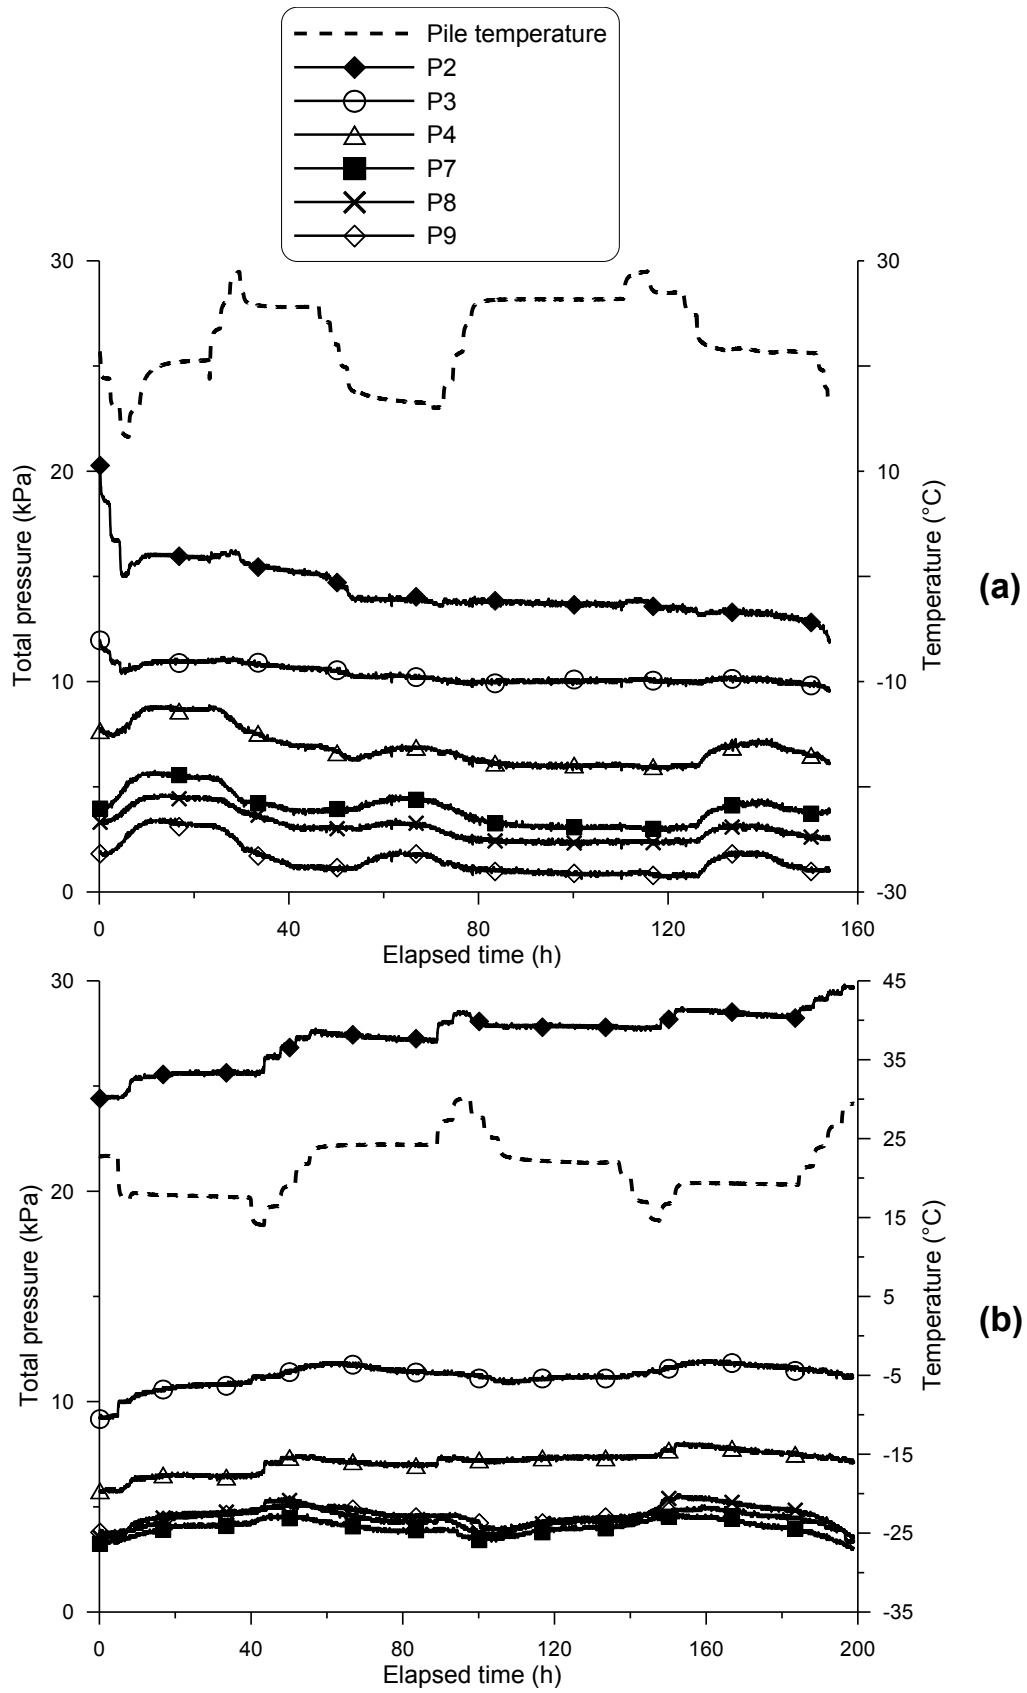 Pile temperature
P2
P3
P4
P7
P8
P9
30
20
10
0
Total pressure (kPa)
30
10
-10
-30
Temperature (°C)
(a)
0 40 80 120 160
Elapsed time (h)
30
20
10
0
Total pressure (kPa)
45
35
25
15
5
-5
-15
-25
-35
Temperature (°C)
(b)
0 40 80 120 160 200
Elapsed time (h)